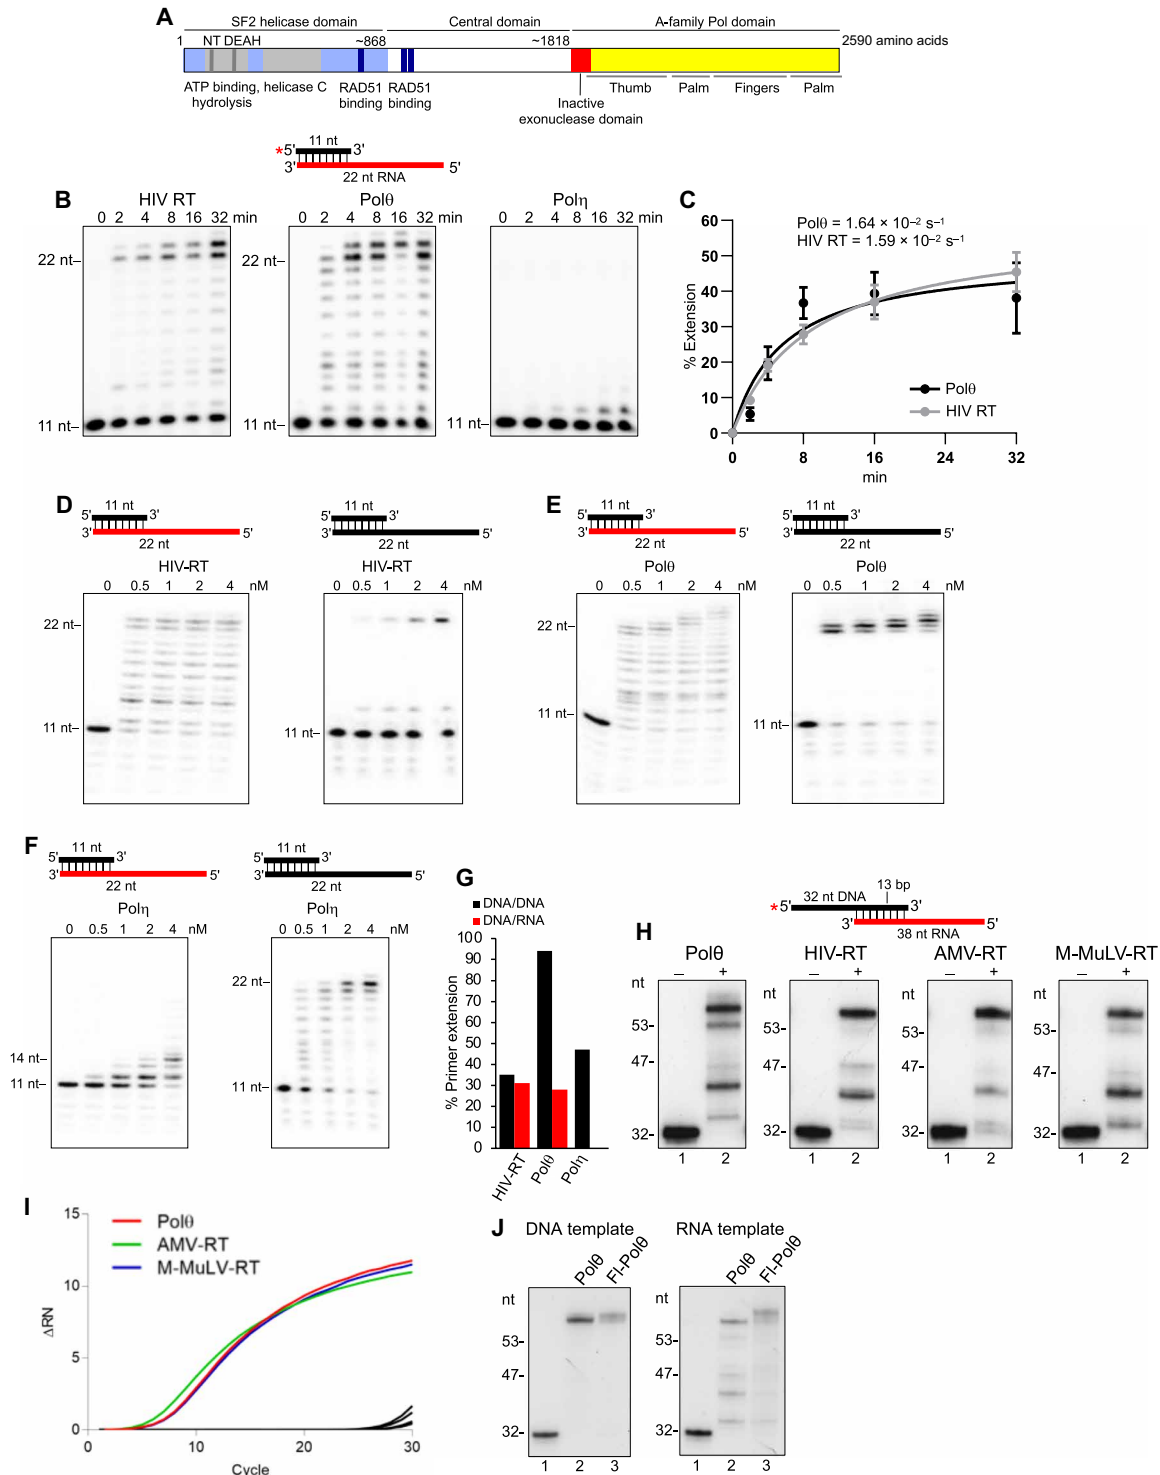 A
SF2 helicase domain
Central domain
A-family Pol domain
1 NT DEAH ~868 ~1818 2590 amino acids
ATP binding, helicase C
hydrolysis
RAD51
binding
RAD51
binding
Inactive
exonuclease domain
Thumb Palm Fingers Palm
*5' 11 nt 3'
3' 5'
22 nt RNA
B
HIV RT
0 2 4 8 16 32 min
22 nt–
11 nt–
Polθ
0 2 4 8 16 32 min
22 nt–
11 nt–
Polη
0 2 4 8 16 32 min
22 nt–
11 nt–
C
Polθ = 1.64 × 10⁻² s⁻¹
HIV RT = 1.59 × 10⁻² s⁻¹
% Extension
60
50
40
30
20
10
0
0 8 16 24 32
min
Polθ
HIV RT
D
11 nt
5' 3'
3' 5'
22 nt
HIV-RT
0 0.5 1 2 4 nM
22 nt–
11 nt–
11 nt
5' 3'
3' 5'
22 nt
HIV-RT
0 0.5 1 2 4 nM
22 nt–
11 nt–
E
11 nt
5' 3'
3' 5'
22 nt
Polθ
0 0.5 1 2 4 nM
22 nt–
11 nt–
11 nt
5' 3'
3' 5'
22 nt
Polθ
0 0.5 1 2 4 nM
22 nt–
11 nt–
F
11 nt
5' 3'
3' 5'
22 nt
Polη
0 0.5 1 2 4 nM
14 nt–
11 nt–
11 nt
5' 3'
3' 5'
22 nt
Polη
0 0.5 1 2 4 nM
22 nt–
11 nt–
G
DNA/DNA
DNA/RNA
% Primer extension
100
90
80
70
60
50
40
30
20
10
0
HIV-RT
Polθ
Polη
H
13 bp
32 nt DNA
*5' 3'
3' 5'
38 nt RNA
Polθ
– +
nt
53-
47-
32-
1 2
HIV-RT
– +
nt
53-
47-
32-
1 2
AMV-RT
– +
nt
53-
47-
32-
1 2
M-MuLV-RT
– +
nt
53-
47-
32-
1 2
I
Polθ
AMV-RT
M-MuLV-RT
ΔRN
15
10
5
0
0 10 20 30
Cycle
J
DNA template
Polθ
Fl-Polθ
nt
53-
47-
32-
1 2 3
RNA template
Polθ
Fl-Polθ
nt
53-
47-
32-
1 2 3